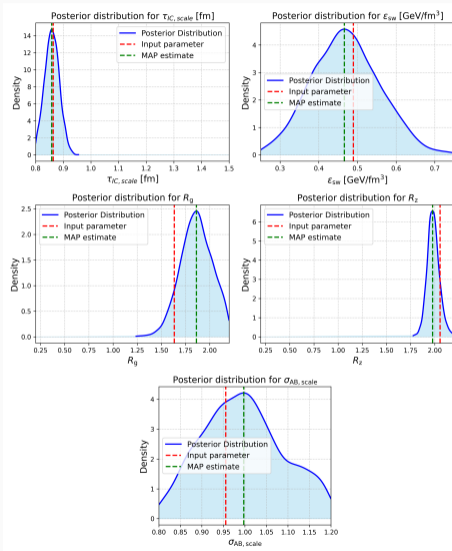 Posterior distribution for τIC, scale [fm]
Density
14
12
10
8
6
4
2
0
Posterior Distribution
Input parameter
MAP estimate
0.8 0.9 1.0 1.1 1.2 1.3 1.4 1.5
τIC, scale [fm]
Posterior distribution for εsw [GeV/fm³]
Density
4
3
2
1
0
Posterior Distribution
Input parameter
MAP estimate
0.3 0.4 0.5 0.6 0.7
εsw [GeV/fm³]
Posterior distribution for Rg
Density
2.5
2.0
1.5
1.0
0.5
0.0
Posterior Distribution
Input parameter
MAP estimate
0.25 0.50 0.75 1.00 1.25 1.50 1.75 2.00
Rg
Posterior distribution for Rz
Density
6
5
4
3
2
1
0
Posterior Distribution
Input parameter
MAP estimate
0.25 0.50 0.75 1.00 1.25 1.50 1.75 2.00
Rz
Posterior distribution for σAB, scale
Density
4
3
2
1
0
Posterior Distribution
Input parameter
MAP estimate
0.80 0.85 0.90 0.95 1.00 1.05 1.10 1.15 1.20
σAB, scale